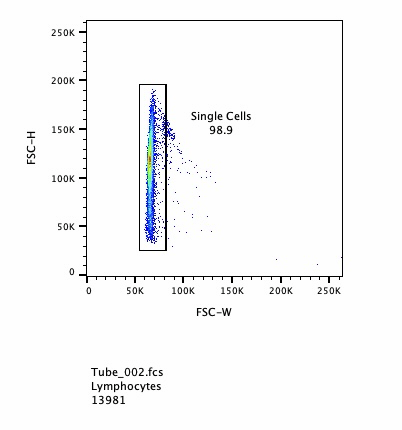 250K
200K
150K
100K
50K
0
FSC-H
Single Cells
98.9
0 50K 100K 150K 200K 250K
FSC-W
Tube_002.fcs
Lymphocytes
13981